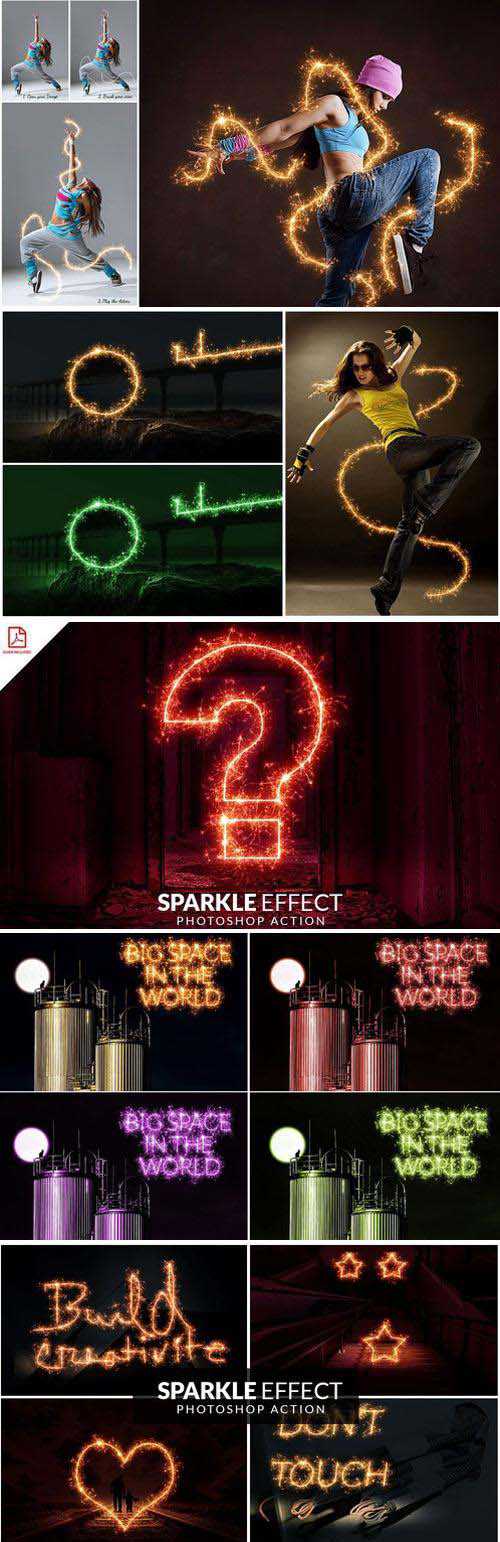 1. Open your Image
2. Brush your area
3. Play the Action
SPARKLE EFFECT
PHOTOSHOP ACTION
BIG SPACE
IN THE
WORLD
BIG SPACE
IN THE
WORLD
BIG SPACE
IN THE
WORLD
BIG SPACE
IN THE
WORLD
Build
creativite
SPARKLE EFFECT
PHOTOSHOP ACTION
DON'T
TOUCH